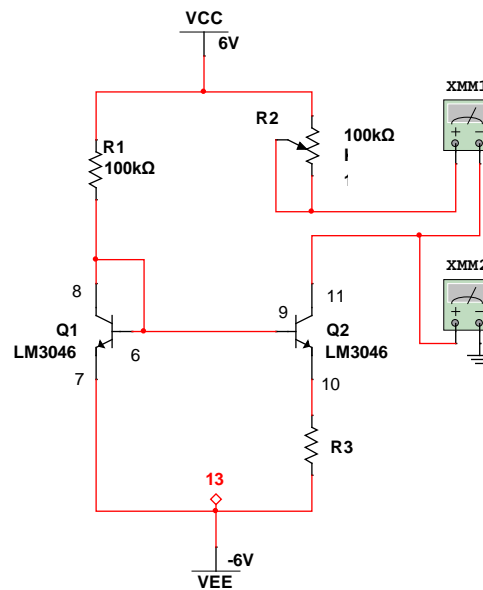 VCC
6V
XMM1
R2
R1
100kΩ
100kΩ
XMM2
8
11
9
Q1
Q2
LM3046
6
LM3046
7
10
R3
13
-6V
VEE